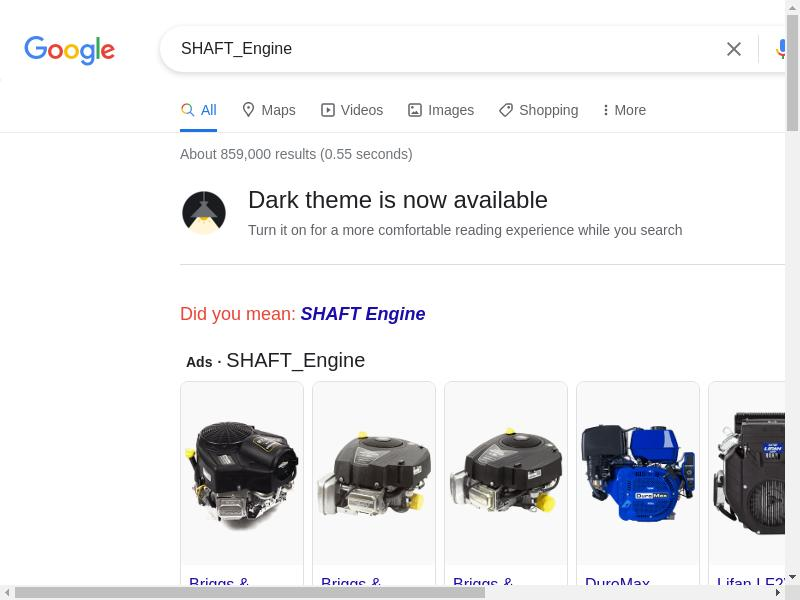 Google
SHAFT_Engine
All
Maps
Videos
Images
Shopping
More
About 859,000 results (0.55 seconds)
Dark theme is now available
Turn it on for a more comfortable reading experience while you search
Did you mean: SHAFT Engine
Ads · SHAFT_Engine
DuroMax
LIFAN
Briggs &
Briggs &
Briggs &
DuroMax